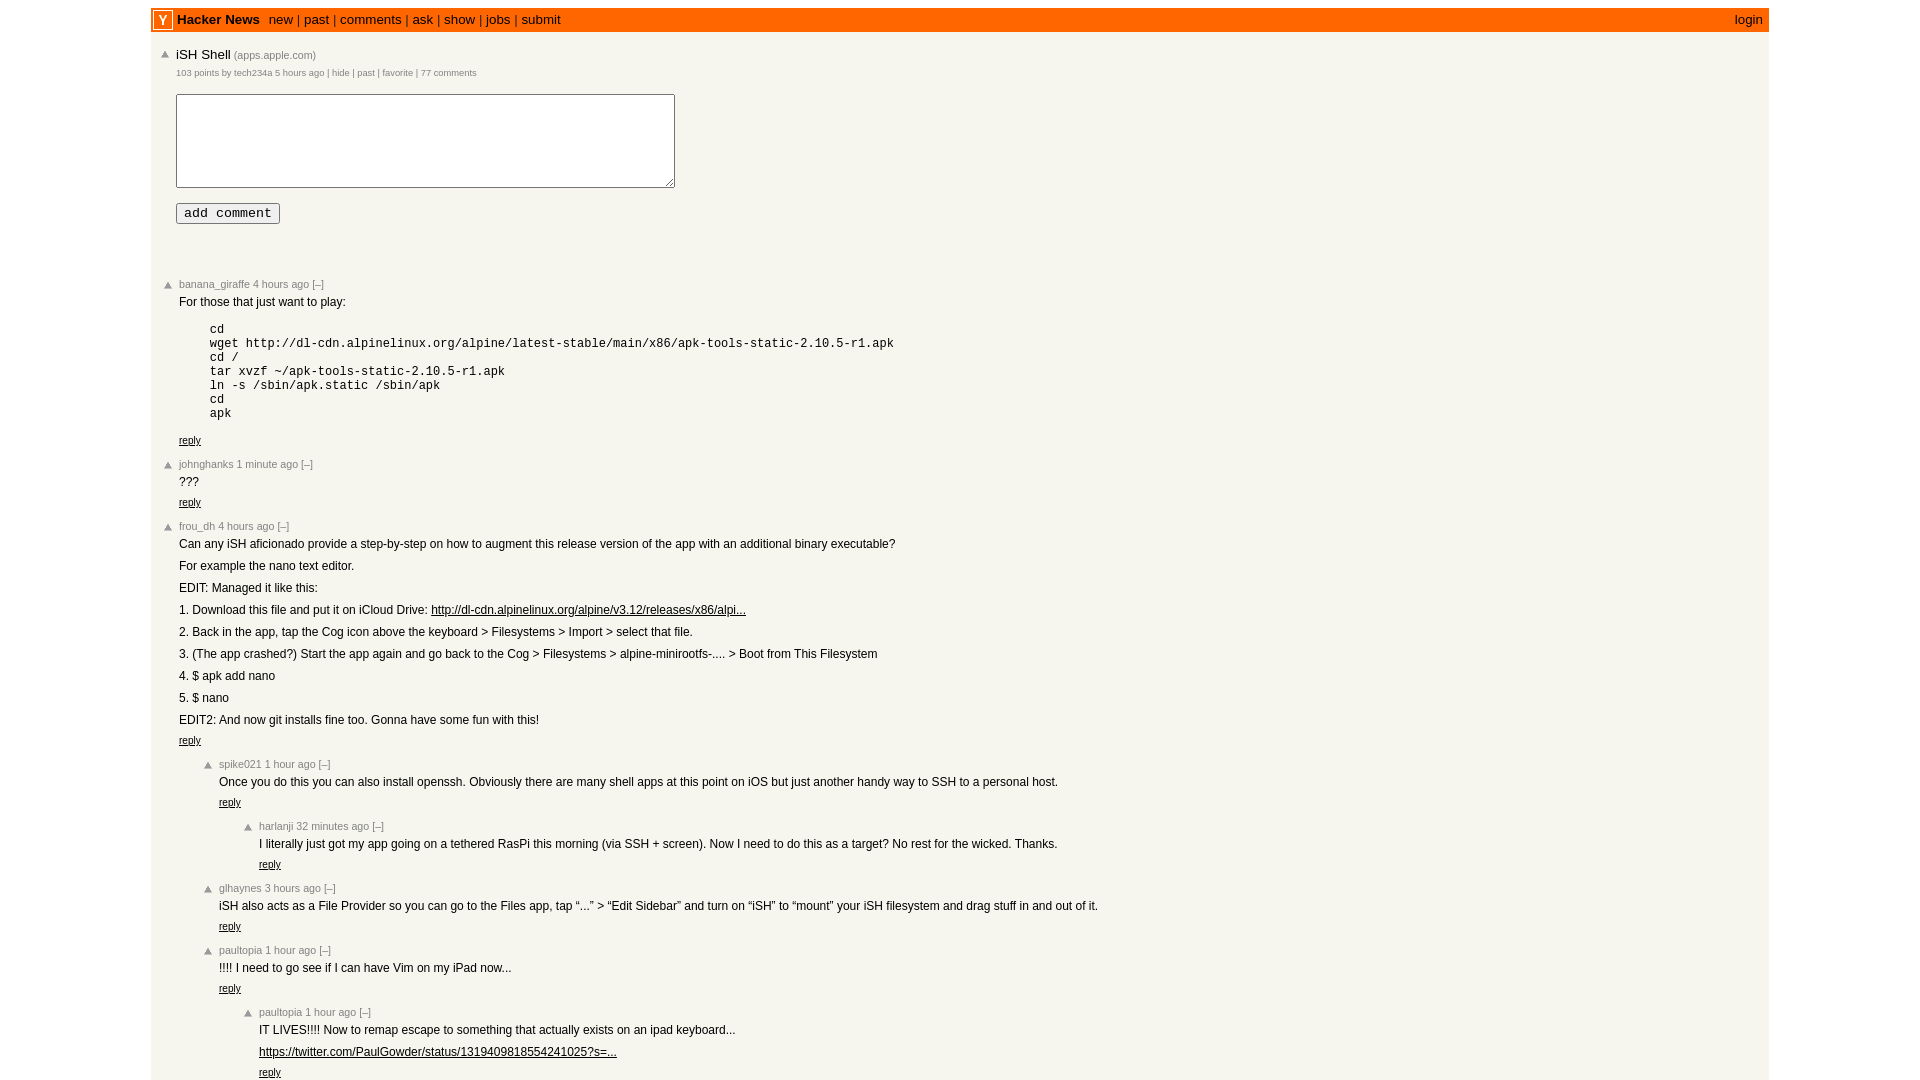 Y Hacker News new | past | comments | ask | show | jobs | submit login
iSH Shell (apps.apple.com)
103 points by tech234a 5 hours ago | hide | past | favorite | 77 comments
add comment
banana_giraffe 4 hours ago [–]
For those that just want to play:
cd
wget http://dl-cdn.alpinelinux.org/alpine/latest-stable/main/x86/apk-tools-static-2.10.5-r1.apk
cd /
tar xvzf ~/apk-tools-static-2.10.5-r1.apk
ln -s /sbin/apk.static /sbin/apk
cd
apk
reply
johnghanks 1 minute ago [–]
???
reply
frou_dh 4 hours ago [–]
Can any iSH aficionado provide a step-by-step on how to augment this release version of the app with an additional binary executable?
For example the nano text editor.
EDIT: Managed it like this:
1. Download this file and put it on iCloud Drive: http://dl-cdn.alpinelinux.org/alpine/v3.12/releases/x86/alpi...
2. Back in the app, tap the Cog icon above the keyboard > Filesystems > Import > select that file.
3. (The app crashed?) Start the app again and go back to the Cog > Filesystems > alpine-minirootfs-.... > Boot from This Filesystem
4. $ apk add nano
5. $ nano
EDIT2: And now git installs fine too. Gonna have some fun with this!
reply
spike021 1 hour ago [–]
Once you do this you can also install openssh. Obviously there are many shell apps at this point on iOS but just another handy way to SSH to a personal host.
reply
harlanji 32 minutes ago [–]
I literally just got my app going on a tethered RasPi this morning (via SSH + screen). Now I need to do this as a target? No rest for the wicked. Thanks.
reply
glhaynes 3 hours ago [–]
iSH also acts as a File Provider so you can go to the Files app, tap “...” > “Edit Sidebar” and turn on “iSH” to “mount” your iSH filesystem and drag stuff in and out of it.
reply
paultopia 1 hour ago [–]
!!!! I need to go see if I can have Vim on my iPad now...
reply
paultopia 1 hour ago [–]
IT LIVES!!!! Now to remap escape to something that actually exists on an ipad keyboard...
https://twitter.com/PaulGowder/status/1319409818554241025?s=...
reply